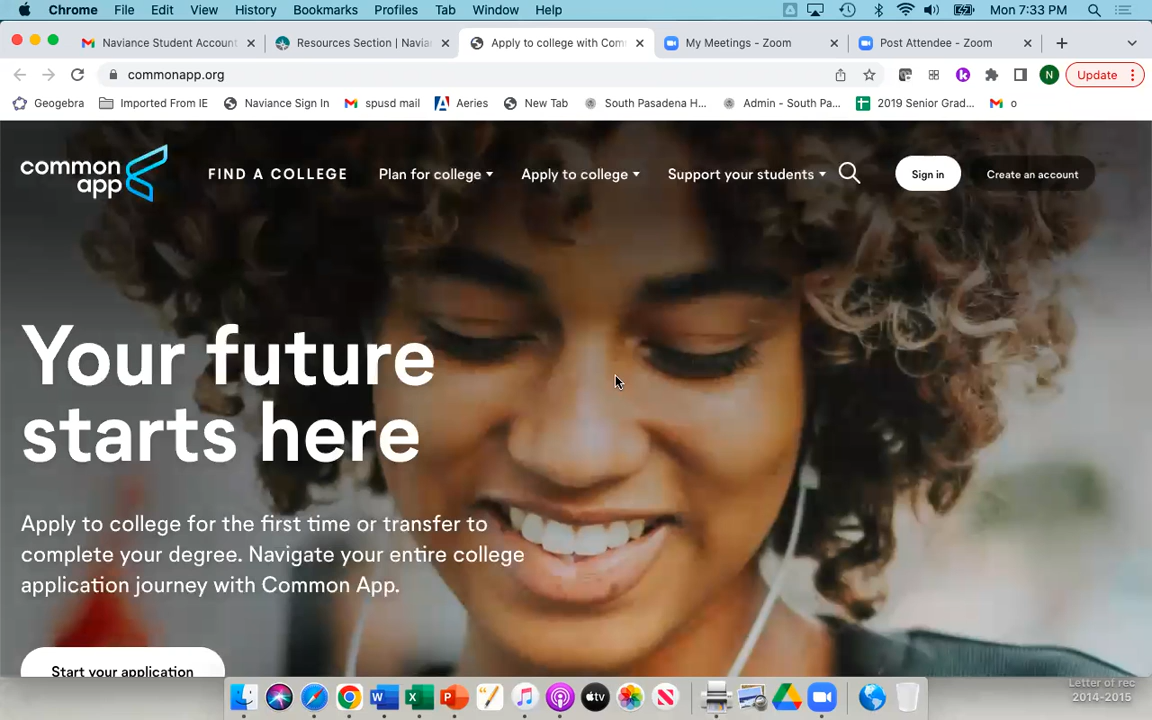 Chrome File Edit View History Bookmarks Profiles Tab Window Help Mon 7:33 PM
Naviance Student Account Resources Section | Navia Apply to college with Com My Meetings - Zoom Post Attendee - Zoom
commonapp.org N Update
Geogebra Imported From IE Naviance Sign In spusd mail Aeries New Tab South Pasadena H... Admin - South Pa... 2019 Senior Grad... o
common
app
FIND A COLLEGE Plan for college Apply to college Support your students Sign in Create an account
Your future
starts here
Apply to college for the first time or transfer to
complete your degree. Navigate your entire college
application journey with Common App.
Start your application
tv
Letter of rec
2014-2015